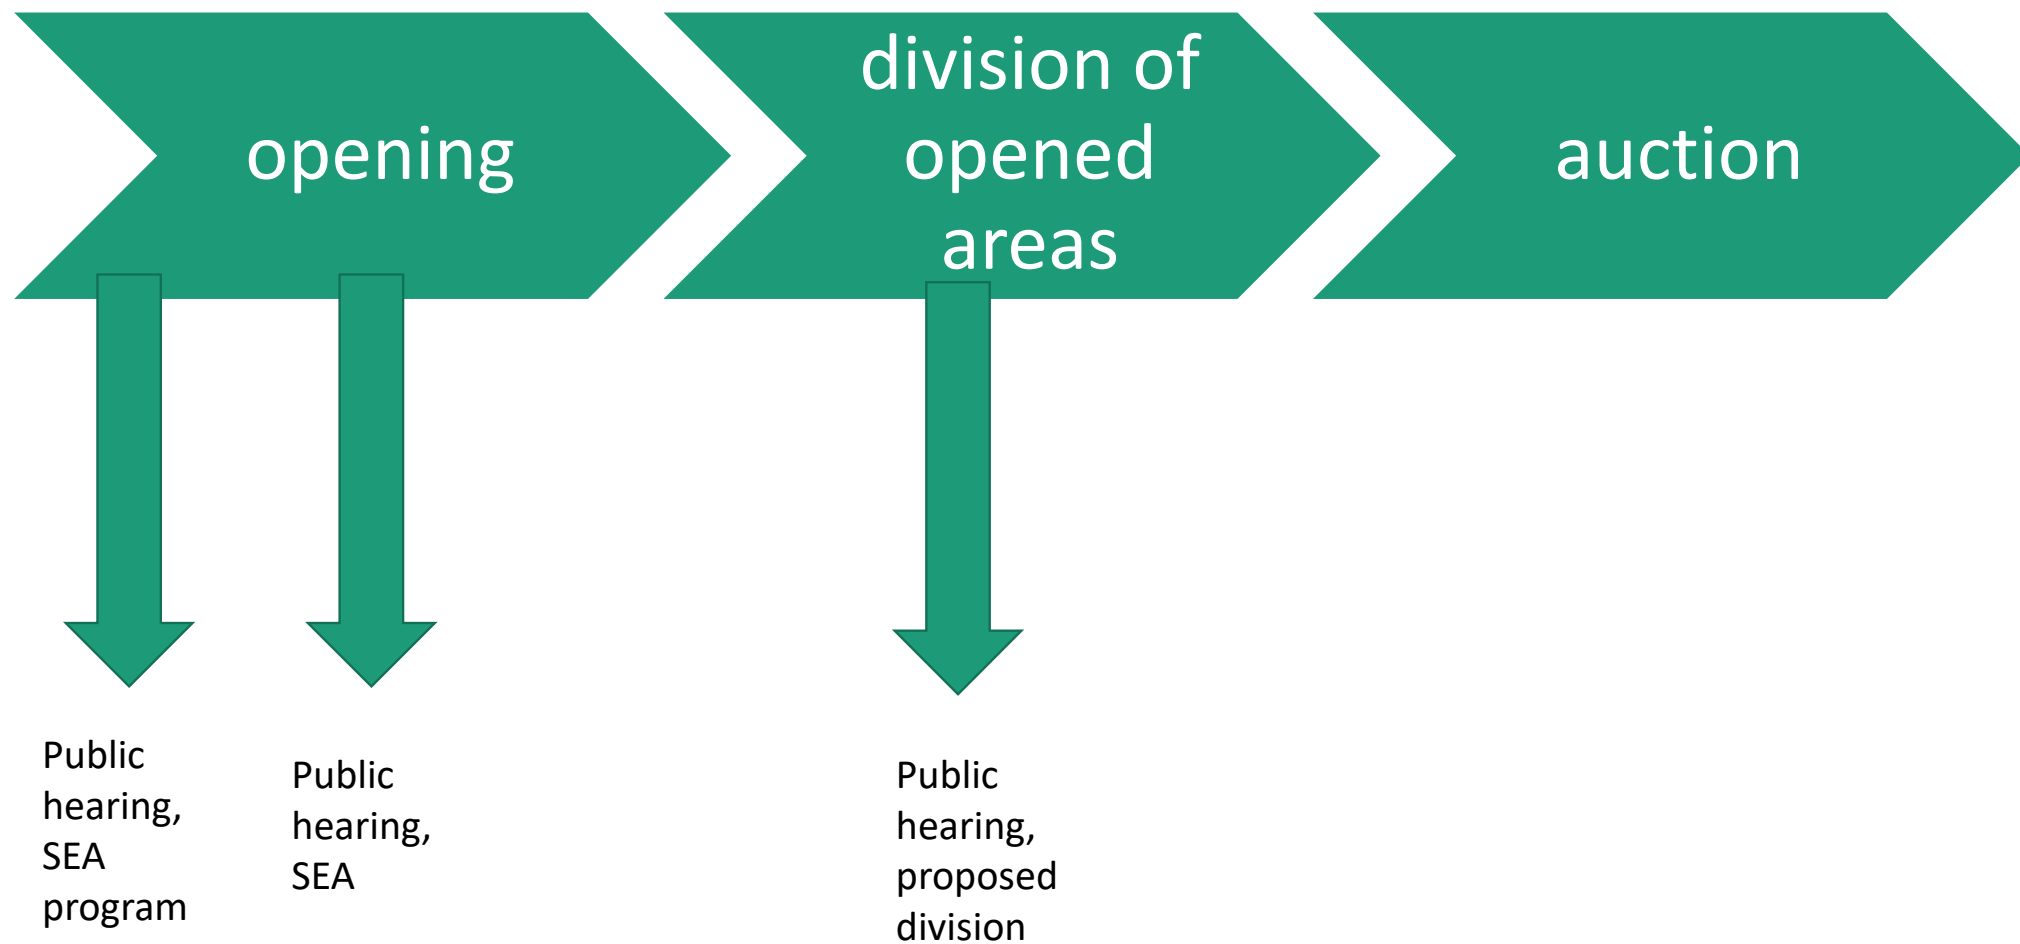 opening
division of
opened
areas
auction
Public
hearing,
SEA
program
Public
hearing,
SEA
Public
hearing,
proposed
division